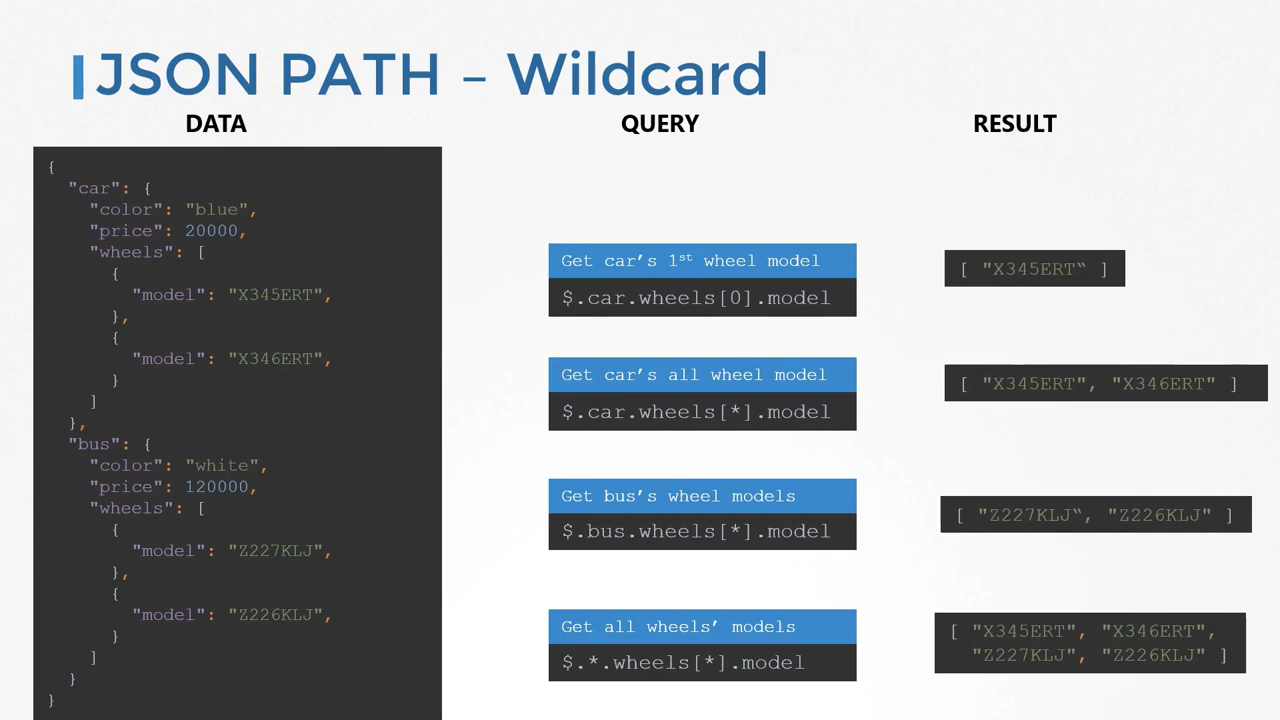 JSON PATH – Wildcard
DATA
{
"car": {
"color": "blue",
"price": 20000,
"wheels": [
{
"model": "X345ERT",
},
{
"model": "X346ERT",
}
]
},
"bus": {
"color": "white",
"price": 120000,
"wheels": [
{
"model": "Z227KLJ",
},
{
"model": "Z226KLJ",
}
]
}
}
QUERY
Get car’s 1st wheel model
$.car.wheels[0].model
Get car’s all wheel model
$.car.wheels[*].model
Get bus’s wheel models
$.bus.wheels[*].model
Get all wheels’ models
$.*.wheels[*].model
RESULT
[ "X345ERT‟ ]
[ "X345ERT", "X346ERT" ]
[ "Z227KLJ‟, "Z226KLJ" ]
[ "X345ERT", "X346ERT",
"Z227KLJ", "Z226KLJ" ]